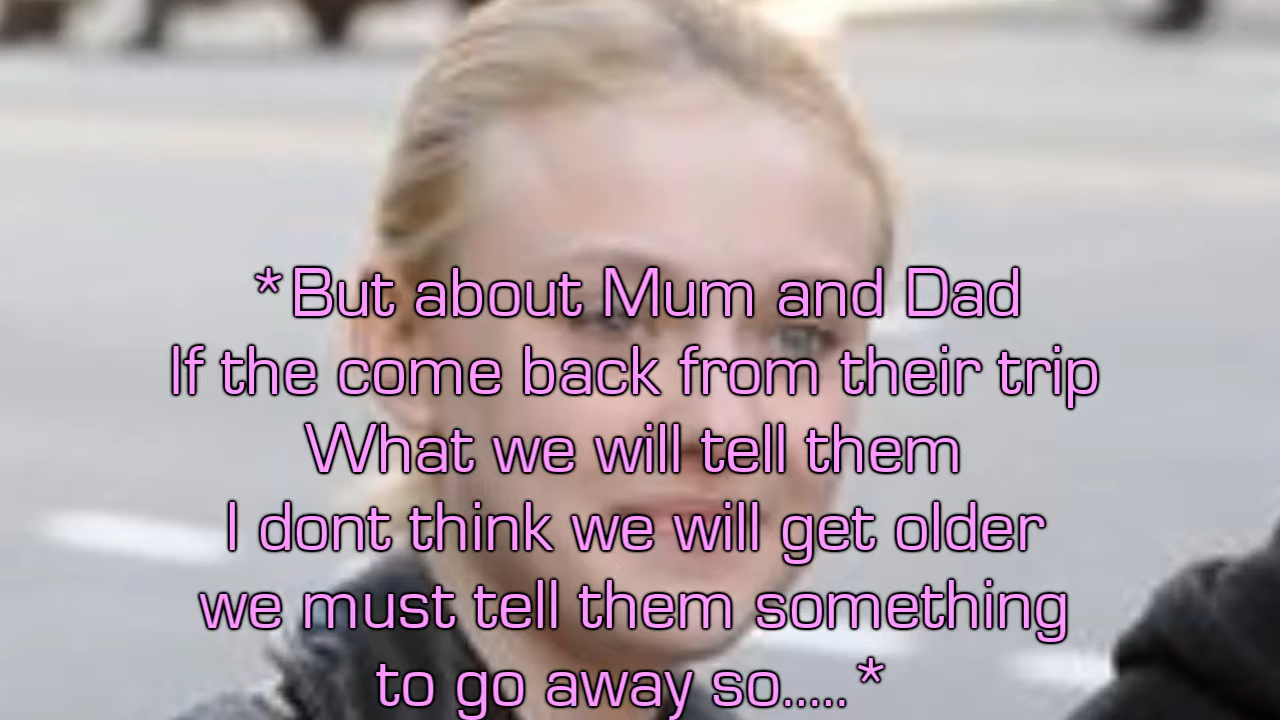 *But about Mum and Dad
If the come back from their trip
What we will tell them
I dont think we will get older
we must tell them something
to go away so.....*